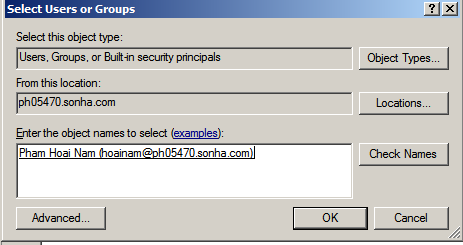 Select Users or Groups
Select this object type:
Users, Groups, or Built-in security principals
Object Types...
From this location:
ph05470.sonha.com
Locations...
Enter the object names to select (examples):
Pham Hoai Nam (hoainam@ph05470.sonha.com)
Check Names
Advanced...
OK
Cancel